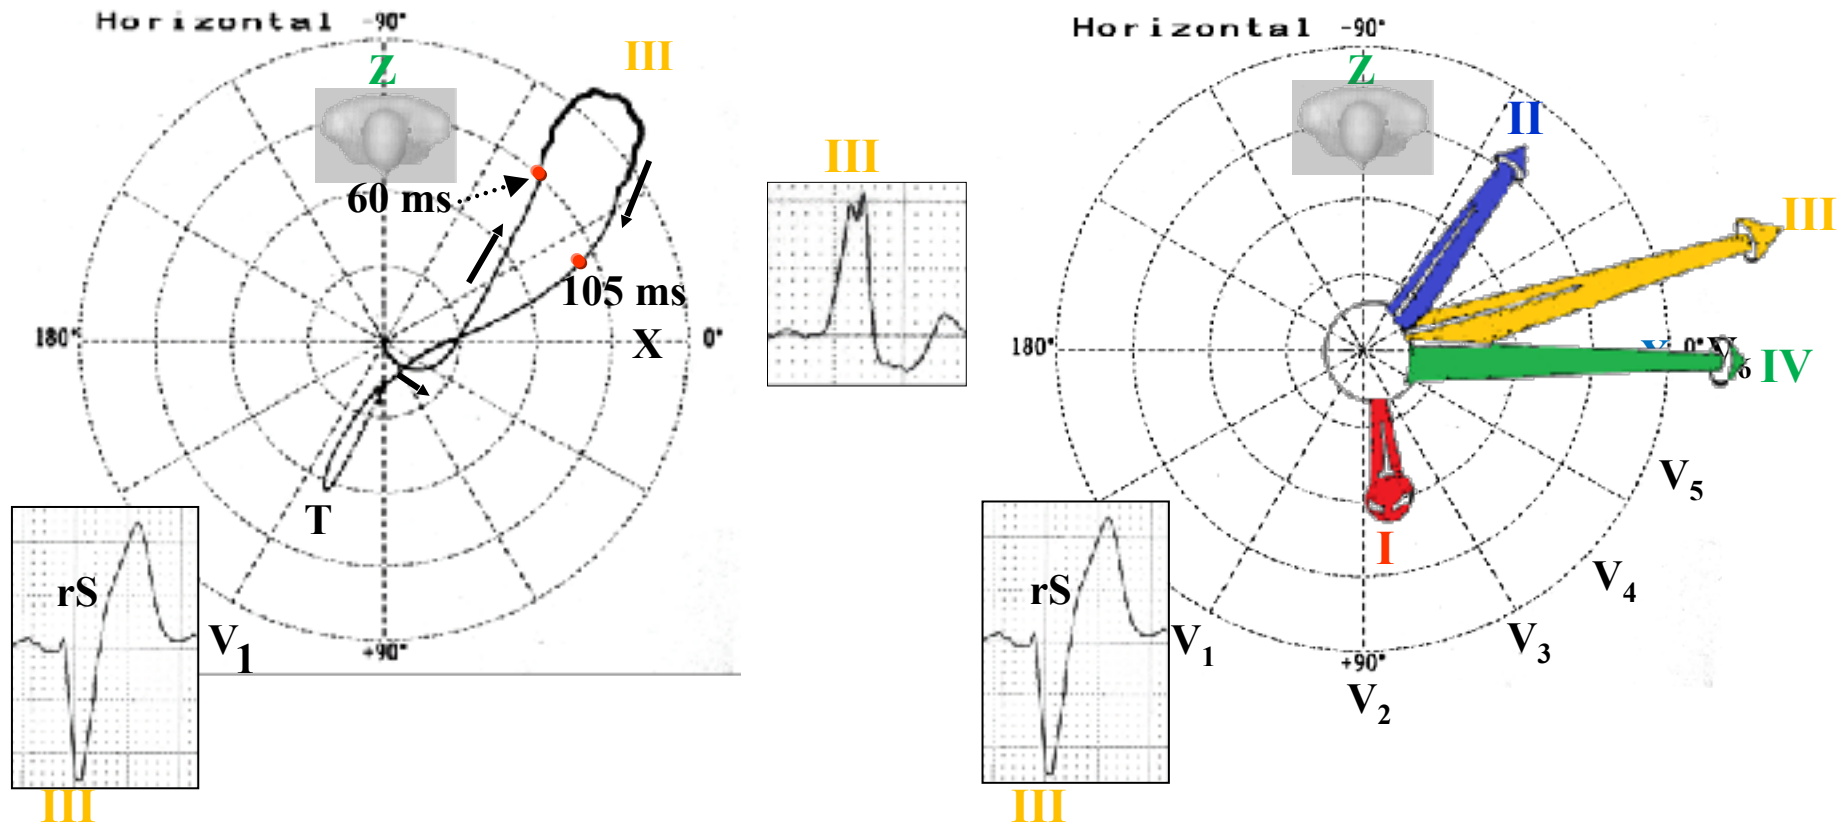 Horizontal -90°
III
Z
60 ms
105 ms
X
180°
0°
T
rS
V1
+90°
III
III
Horizontal -90°
Z
II
III
180°
X
0°
V6
IV
V5
I
V4
rS
V1
V3
+90°
V2
III